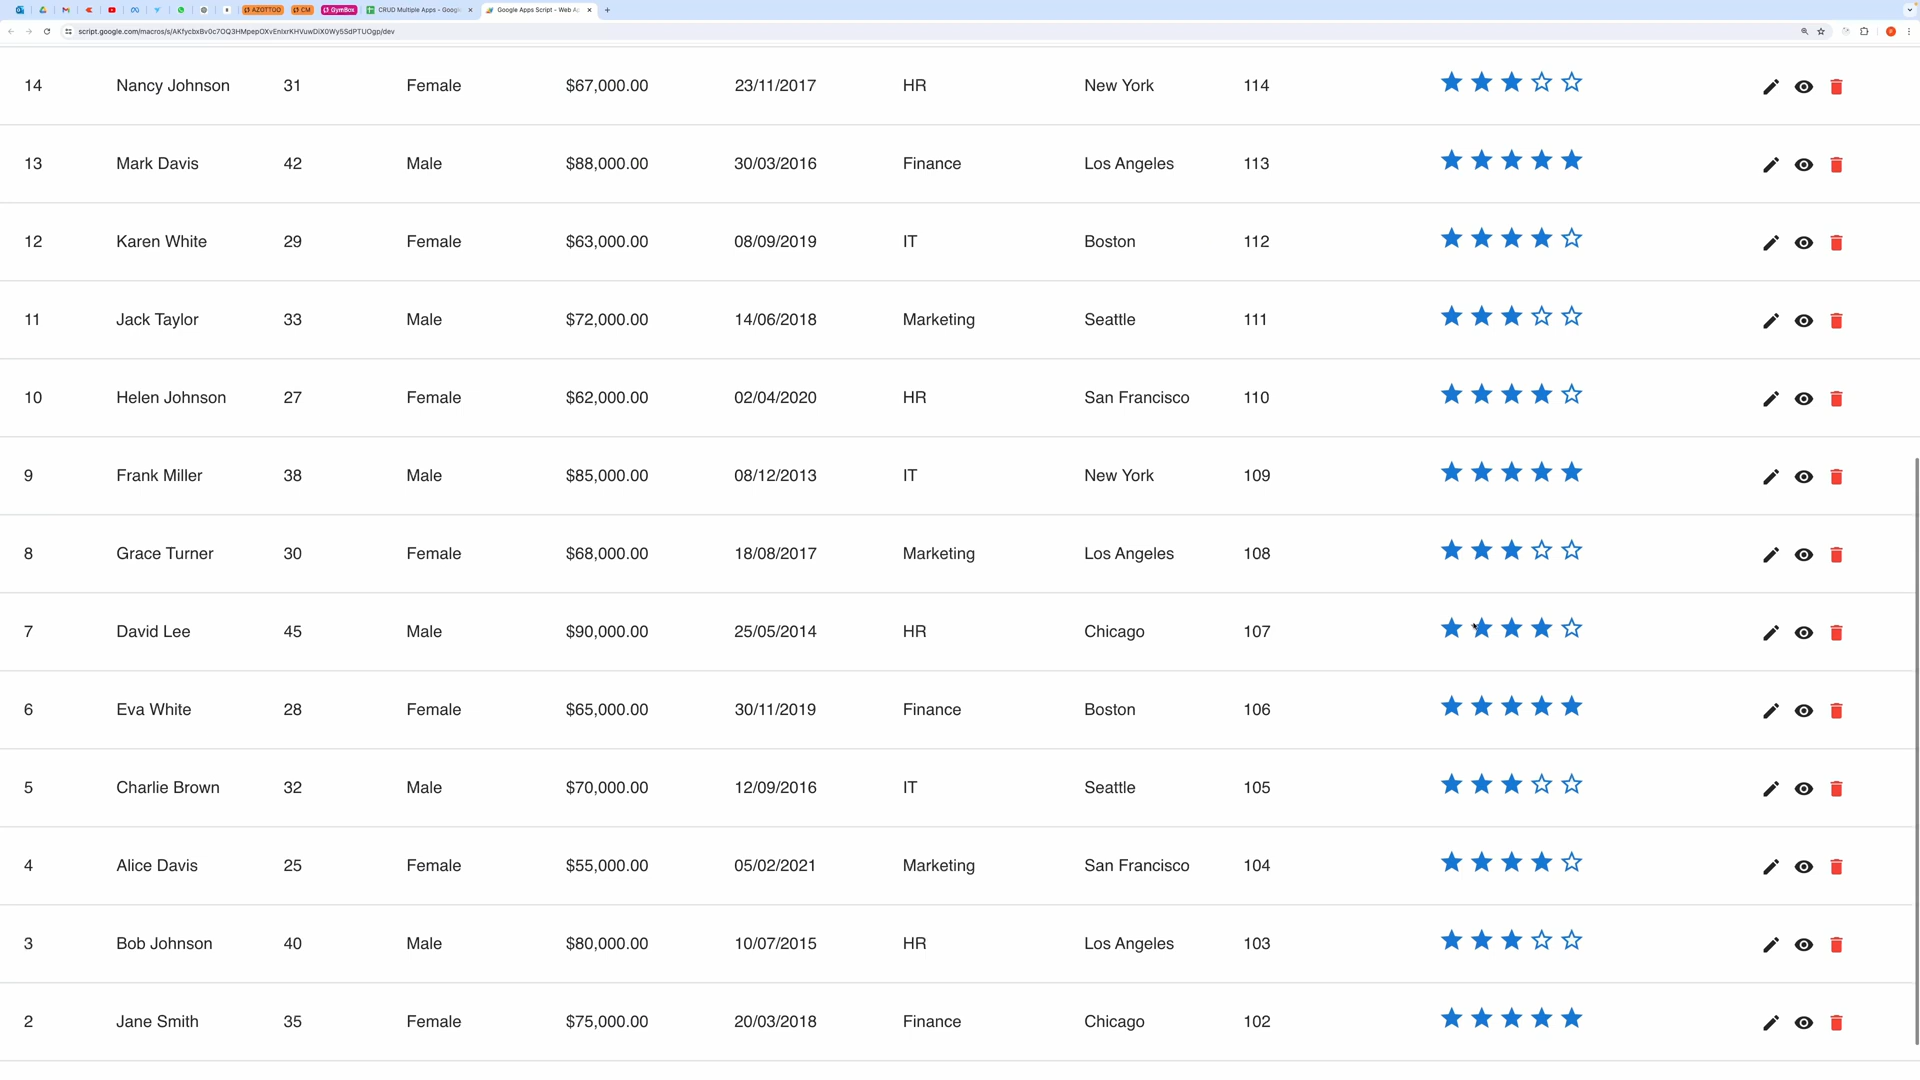 AZOTTOO CM GymBox CRUD Multiple Apps - Goog Google Apps Script - Web A
14 Nancy Johnson 31 Female $67,000.00 23/11/2017 HR New York 114
13 Mark Davis 42 Male $88,000.00 30/03/2016 Finance Los Angeles 113
12 Karen White 29 Female $63,000.00 08/09/2019 IT Boston 112
11 Jack Taylor 33 Male $72,000.00 14/06/2018 Marketing Seattle 111
10 Helen Johnson 27 Female $62,000.00 02/04/2020 HR San Francisco 110
9 Frank Miller 38 Male $85,000.00 08/12/2013 IT New York 109
8 Grace Turner 30 Female $68,000.00 18/08/2017 Marketing Los Angeles 108
7 David Lee 45 Male $90,000.00 25/05/2014 HR Chicago 107
6 Eva White 28 Female $65,000.00 30/11/2019 Finance Boston 106
5 Charlie Brown 32 Male $70,000.00 12/09/2016 IT Seattle 105
4 Alice Davis 25 Female $55,000.00 05/02/2021 Marketing San Francisco 104
3 Bob Johnson 40 Male $80,000.00 10/07/2015 HR Los Angeles 103
2 Jane Smith 35 Female $75,000.00 20/03/2018 Finance Chicago 102